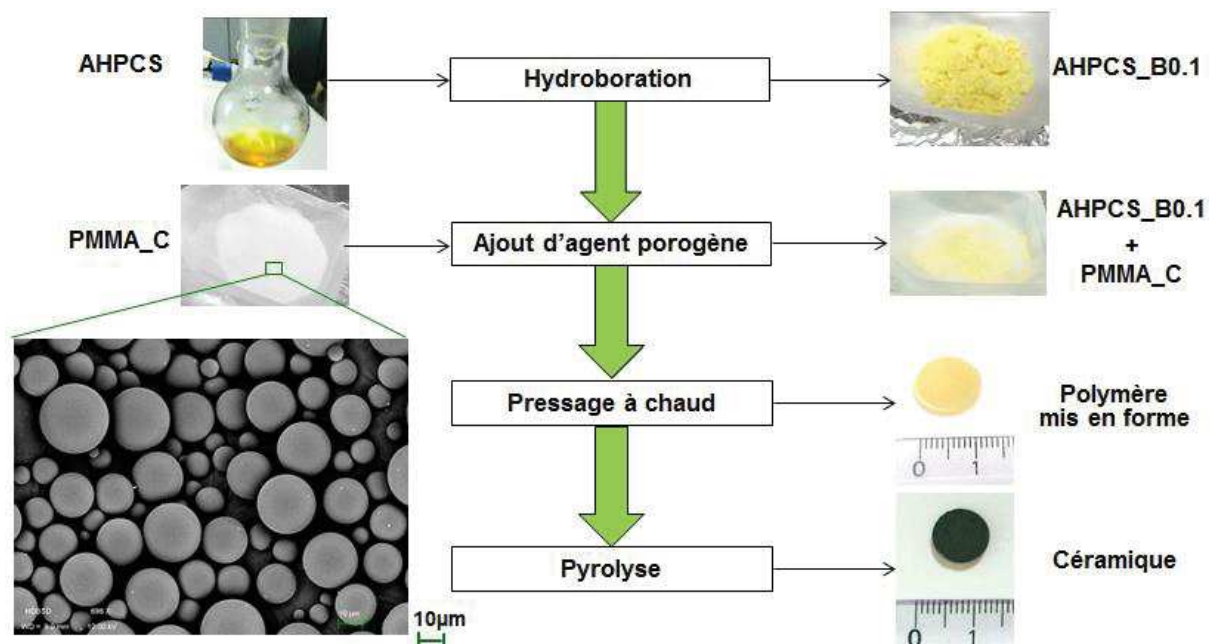 AHPCS
Hydroboration
AHPCS_B0.1
PMMA_C
Ajout d'agent porogène
AHPCS_B0.1
+
PMMA_C
Pressage à chaud
Polymère
mis en forme
0 1
Pyrolyse
Céramique
0 1
10µm
10µm